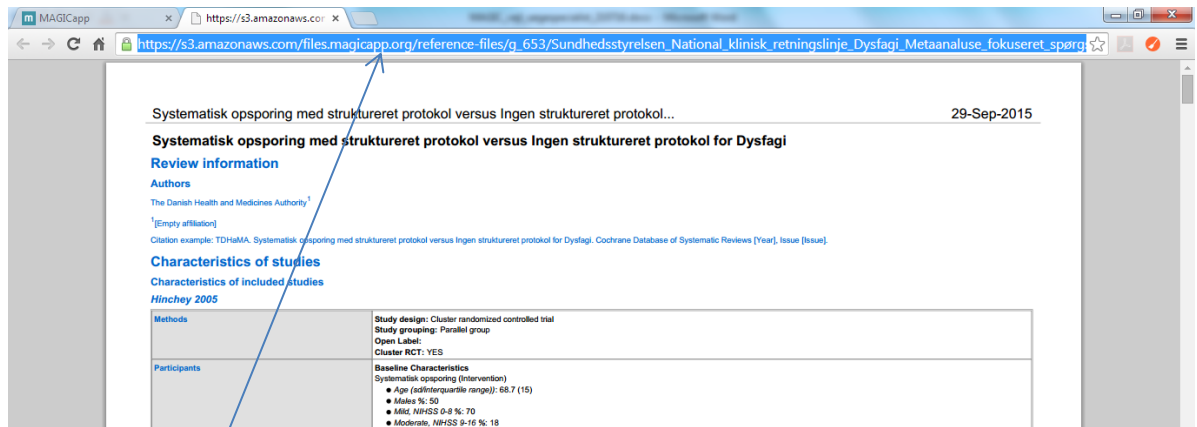 MAGICapp
https://s3.amazonaws.cor
https://s3.amazonaws.com/files.magicapp.org/reference-files/g_653/Sundhedsstyrelsen_National_klinisk_retningslinje_Dysfagi_Metaanaluse_fokuseret_spørg
Systematisk opsporing med struktureret protokol versus Ingen struktureret protokol... 29-Sep-2015
Systematisk opsporing med struktureret protokol versus Ingen struktureret protokol for Dysfagi
Review information
Authors
The Danish Health and Medicines Authority1
1[Empty affiliation]
Citation example: TDHaMA. Systematisk opsporing med struktureret protokol versus Ingen struktureret protokol for Dysfagi. Cochrane Database of Systematic Reviews [Year], Issue [Issue].
Characteristics of studies
Characteristics of included studies
Hinchey 2005
Methods
Study design: Cluster randomized controlled trial
Study grouping: Parallel group
Open Label:
Cluster RCT: YES
Participants
Baseline Characteristics
Systematisk opsporing (Intervention)
● Age (sd/interquartile range)): 68.7 (15)
● Males %: 50
● Mild, NIHSS 0-8 %: 70
● Moderate, NIHSS 9-16 %: 18